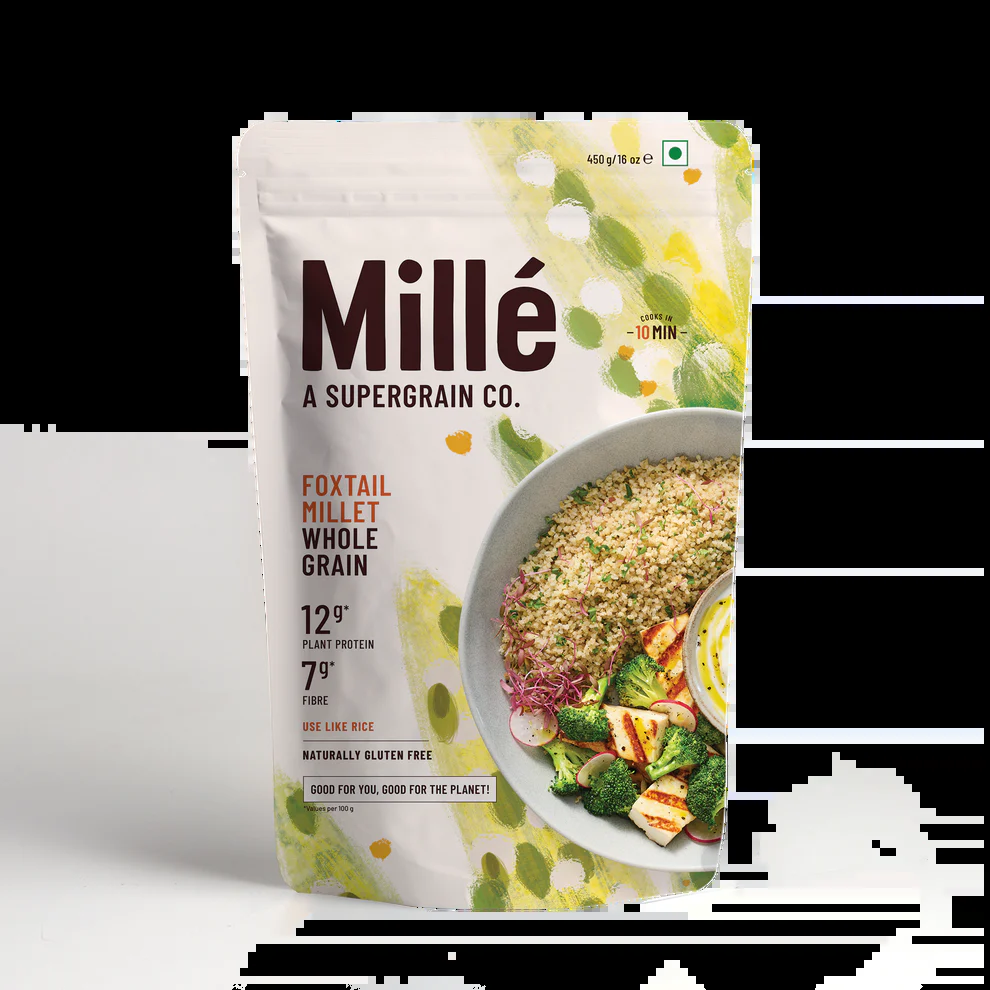 450 g/16 oz ℮
Millé
A SUPERGRAIN CO.
COOKS IN
10 MIN
FOXTAIL
MILLET
WHOLE
GRAIN
12g*
PLANT PROTEIN
7g*
FIBRE
USE LIKE RICE
NATURALLY GLUTEN FREE
GOOD FOR YOU, GOOD FOR THE PLANET!
*Values per 100 g